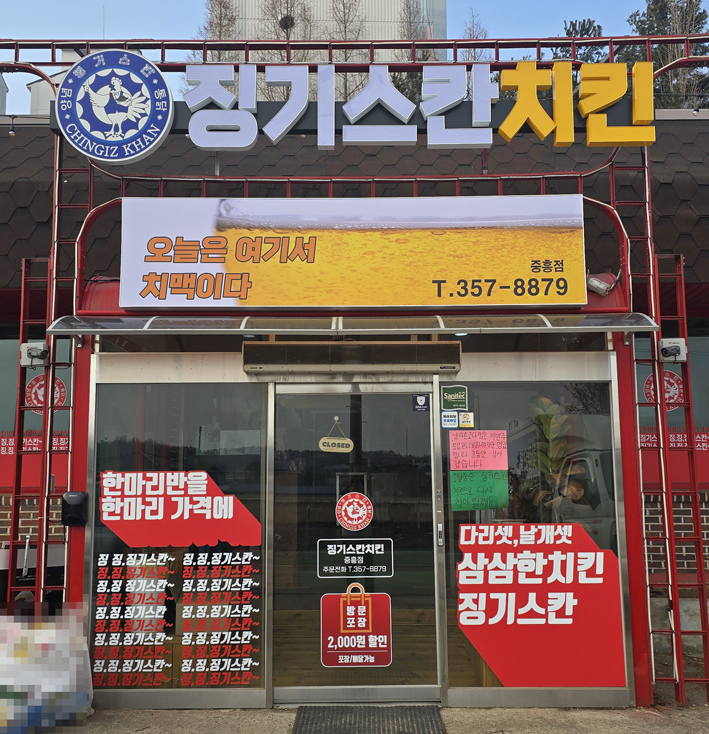 양념 징기스칸 통닭
CHINGIZ KHAN
징기스칸치킨
오늘은 여기서
치맥이다
중흥점
T.357-8879
Sanitec
CLOSED
한마리반을
한마리 가격에
징.징.징기스칸~ 징.징.징기스칸~
징.징.징기스칸~ 징.징.징기스칸~
징.징.징기스칸~ 징.징.징기스칸~
징.징.징기스칸~ 징.징.징기스칸~
징.징.징기스칸~ 징.징.징기스칸~
징.징.징기스칸~ 징.징.징기스칸~
징.징.징기스칸~ 징.징.징기스칸~
징.징.징기스칸~ 징.징.징기스칸~
징.징.징기스칸~ 징.징.징기스칸~
징기스칸치킨
중흥점
주문전화 T.357-8879
방문
포장
2,000원 할인
포장/배달가능
다리셋,날개셋
삼삼한치킨
징기스칸